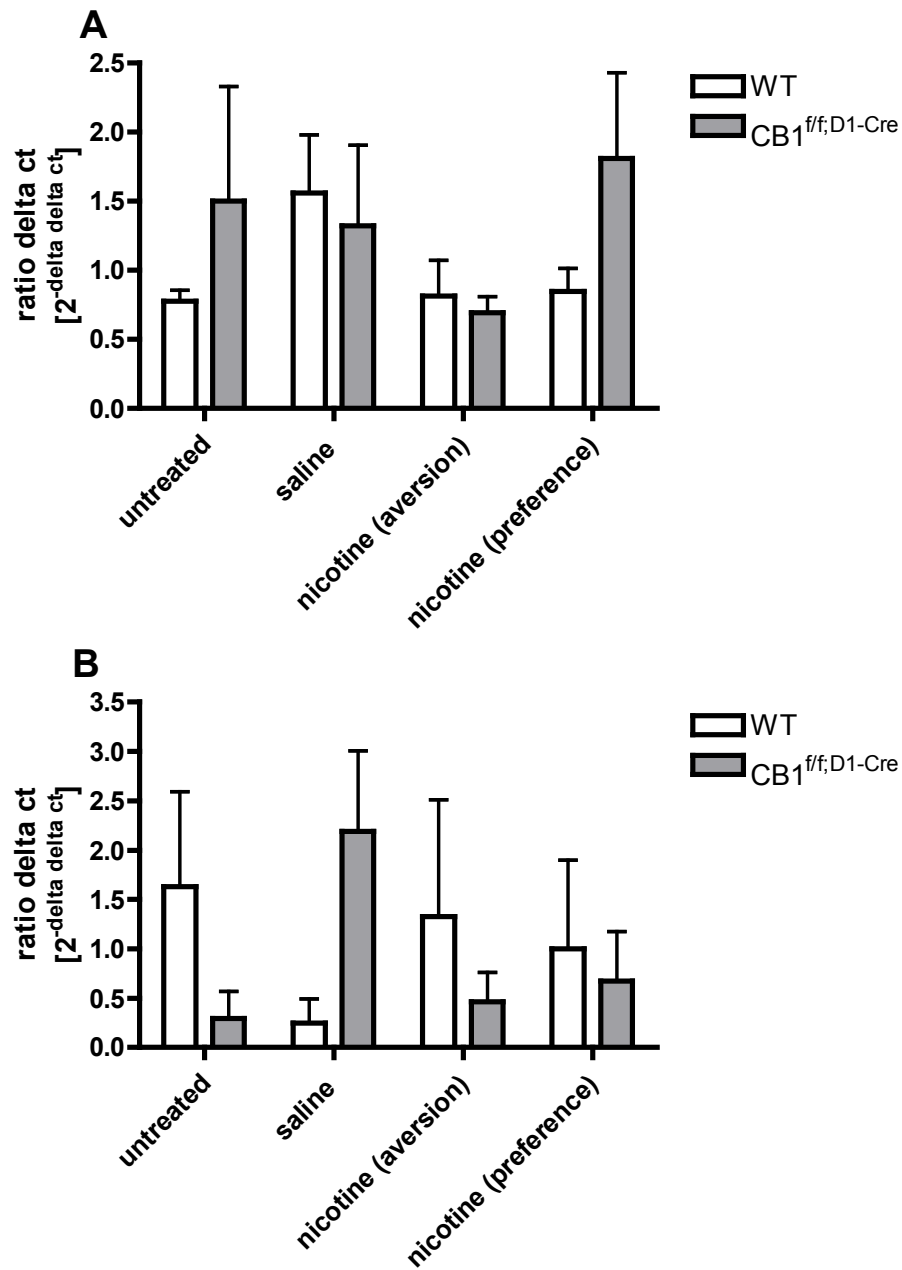 A
2.5
2.0
1.5
1.0
0.5
0.0
ratio delta ct
[2^-delta delta ct]
untreated
saline
nicotine (aversion)
nicotine (preference)
WT
CB1^f/f;D1-Cre
B
3.5
3.0
2.5
2.0
1.5
1.0
0.5
0.0
ratio delta ct
[2^-delta delta ct]
untreated
saline
nicotine (aversion)
nicotine (preference)
WT
CB1^f/f;D1-Cre